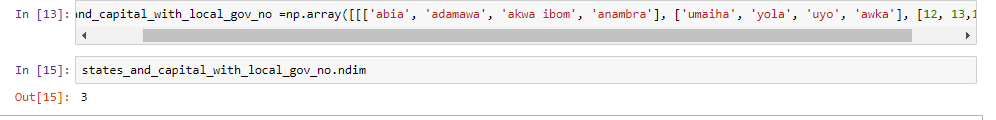 In [13]: and_capital_with_local_gov_no =np.array([[['abia', 'adamawa', 'akwa ibom', 'anambra'], ['umaiha', 'yola', 'uyo', 'awka'], [12, 13,1
In [15]: states_and_capital_with_local_gov_no.ndim
Out[15]: 3